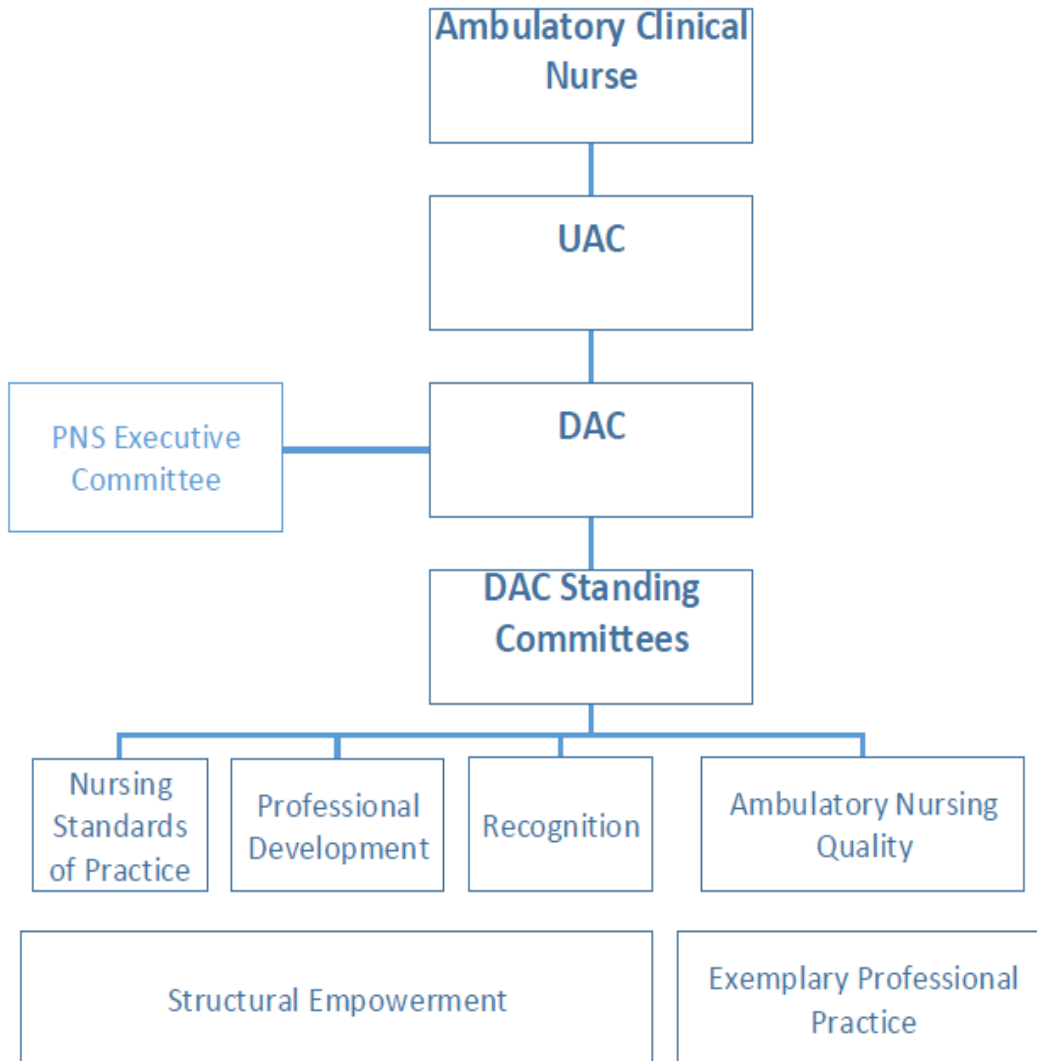 Ambulatory Clinical
Nurse
UAC
DAC
PNS Executive
Committee
DAC Standing
Committees
Nursing
Standards
of Practice
Professional
Development
Recognition
Ambulatory Nursing
Quality
Structural Empowerment
Exemplary Professional
Practice